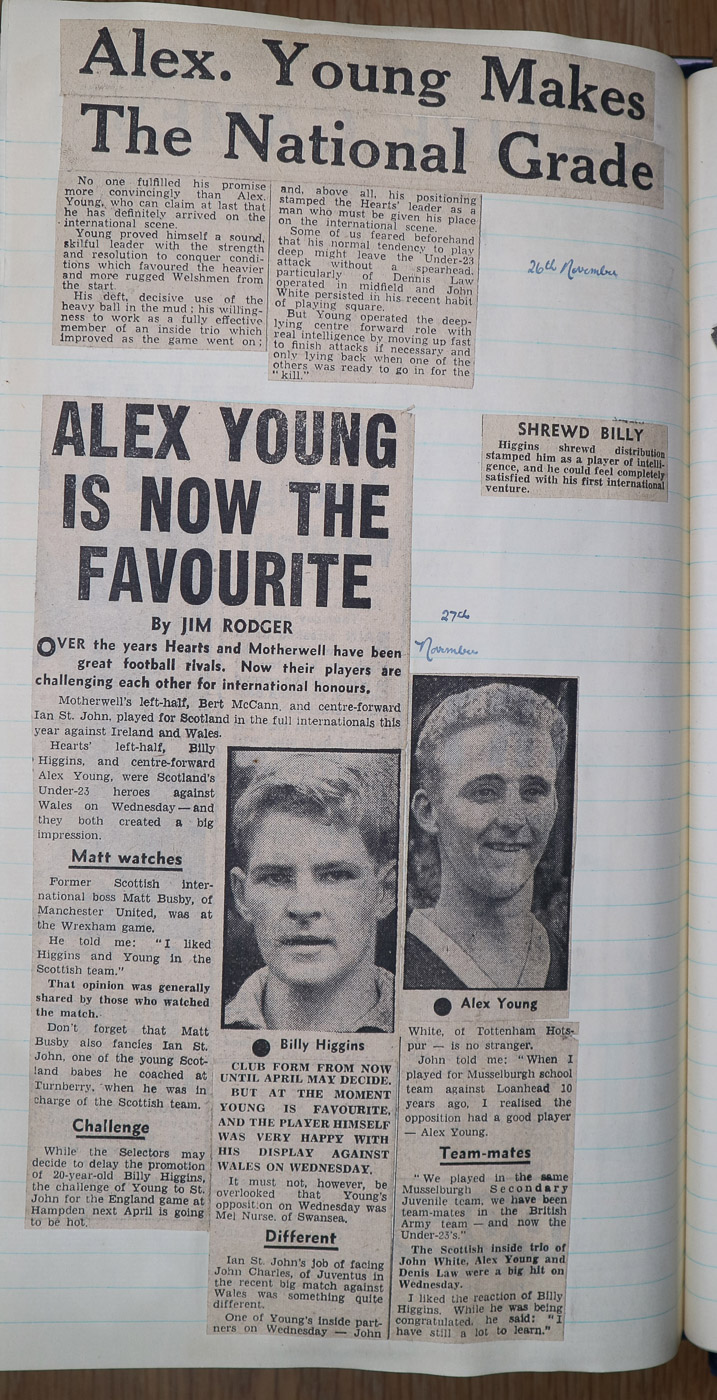 Alex. Young Makes
The National Grade
No one fulfilled his promise
more convincingly than Alex.
Young, who can claim at last that
he has definitely arrived on the
international scene.
Young proved himself a sound,
skilful leader with the strength
and resolution to conquer condi-
tions which favoured the heavier
and more rugged Welshmen from
the start.
His deft, decisive use of the
heavy ball in the mud; his willing-
ness to work as a fully effective
member of an inside trio which
improved as the game went on;
and, above all, his positioning
stamped the Hearts' leader as a
man who must be given his place
on the international scene.
Some of us feared beforehand
that his normal tendency to play
deep might leave the Under-23
attack without a spearhead,
particularly if Dennis Law
operated in midfield and John
White persisted in his recent habit
of playing square.
But Young operated the deep-
lying centre forward role with
real intelligence by moving up fast
to finish attacks if necessary and
only lying back when one of the
others was ready to go in for the
"kill."
26th November
SHREWD BILLY
Higgins shrewd distribution
stamped him as a player of intelli-
gence, and he could feel completely
satisfied with his first international
venture.
ALEX YOUNG
IS NOW THE
FAVOURITE
By JIM RODGER
27th
November
OVER the years Hearts and Motherwell have been
great football rivals. Now their players are
challenging each other for international honours.
Motherwell's left-half, Bert McCann, and centre-forward
Ian St. John, played for Scotland in the full internationals this
year against Ireland and Wales.
Hearts' left-half, Billy
Higgins, and centre-forward
Alex Young, were Scotland's
Under-23 heroes against
Wales on Wednesday—and
they both created a big
impression.
Matt watches
Former Scottish inter-
national boss Matt Busby, of
Manchester United, was at
the Wrexham game.
He told me: "I liked
Higgins and Young in the
Scottish team."
That opinion was generally
shared by those who watched
the match.
Don't forget that Matt
Busby also fancies Ian St.
John, one of the young Scot-
land babes he coached at
Turnberry, when he was in
charge of the Scottish team.
Challenge
While the Selectors may
decide to delay the promotion
of 20-year-old Billy Higgins,
the challenge of Young to St.
John for the England game at
Hampden next April is going
to be hot.
Billy Higgins
CLUB FORM FROM NOW
UNTIL APRIL MAY DECIDE.
BUT AT THE MOMENT
YOUNG IS FAVOURITE,
AND THE PLAYER HIMSELF
WAS VERY HAPPY WITH
HIS DISPLAY AGAINST
WALES ON WEDNESDAY.
It must not, however, be
overlooked that Young's
opposition on Wednesday was
Mel Nurse, of Swansea.
Different
Ian St. John's job of facing
John Charles, of Juventus in
the recent big match against
Wales was something quite
different.
One of Young's inside part-
ners on Wednesday — John
Alex Young
White, of Tottenham Hots-
pur — is no stranger.
John told me: "When I
played for Musselburgh school
team against Loanhead 10
years ago, I realised the
opposition had a good player
— Alex Young.
Team-mates
"We played in the same
Musselburgh Secondary
Juvenile team, we have been
team-mates in the British
Army team — and now the
Under-23's."
The Scottish inside trio of
John White, Alex Young and
Denis Law were a big hit on
Wednesday.
I liked the reaction of Billy
Higgins. While he was being
congratulated, he said: "I
have still a lot to learn."